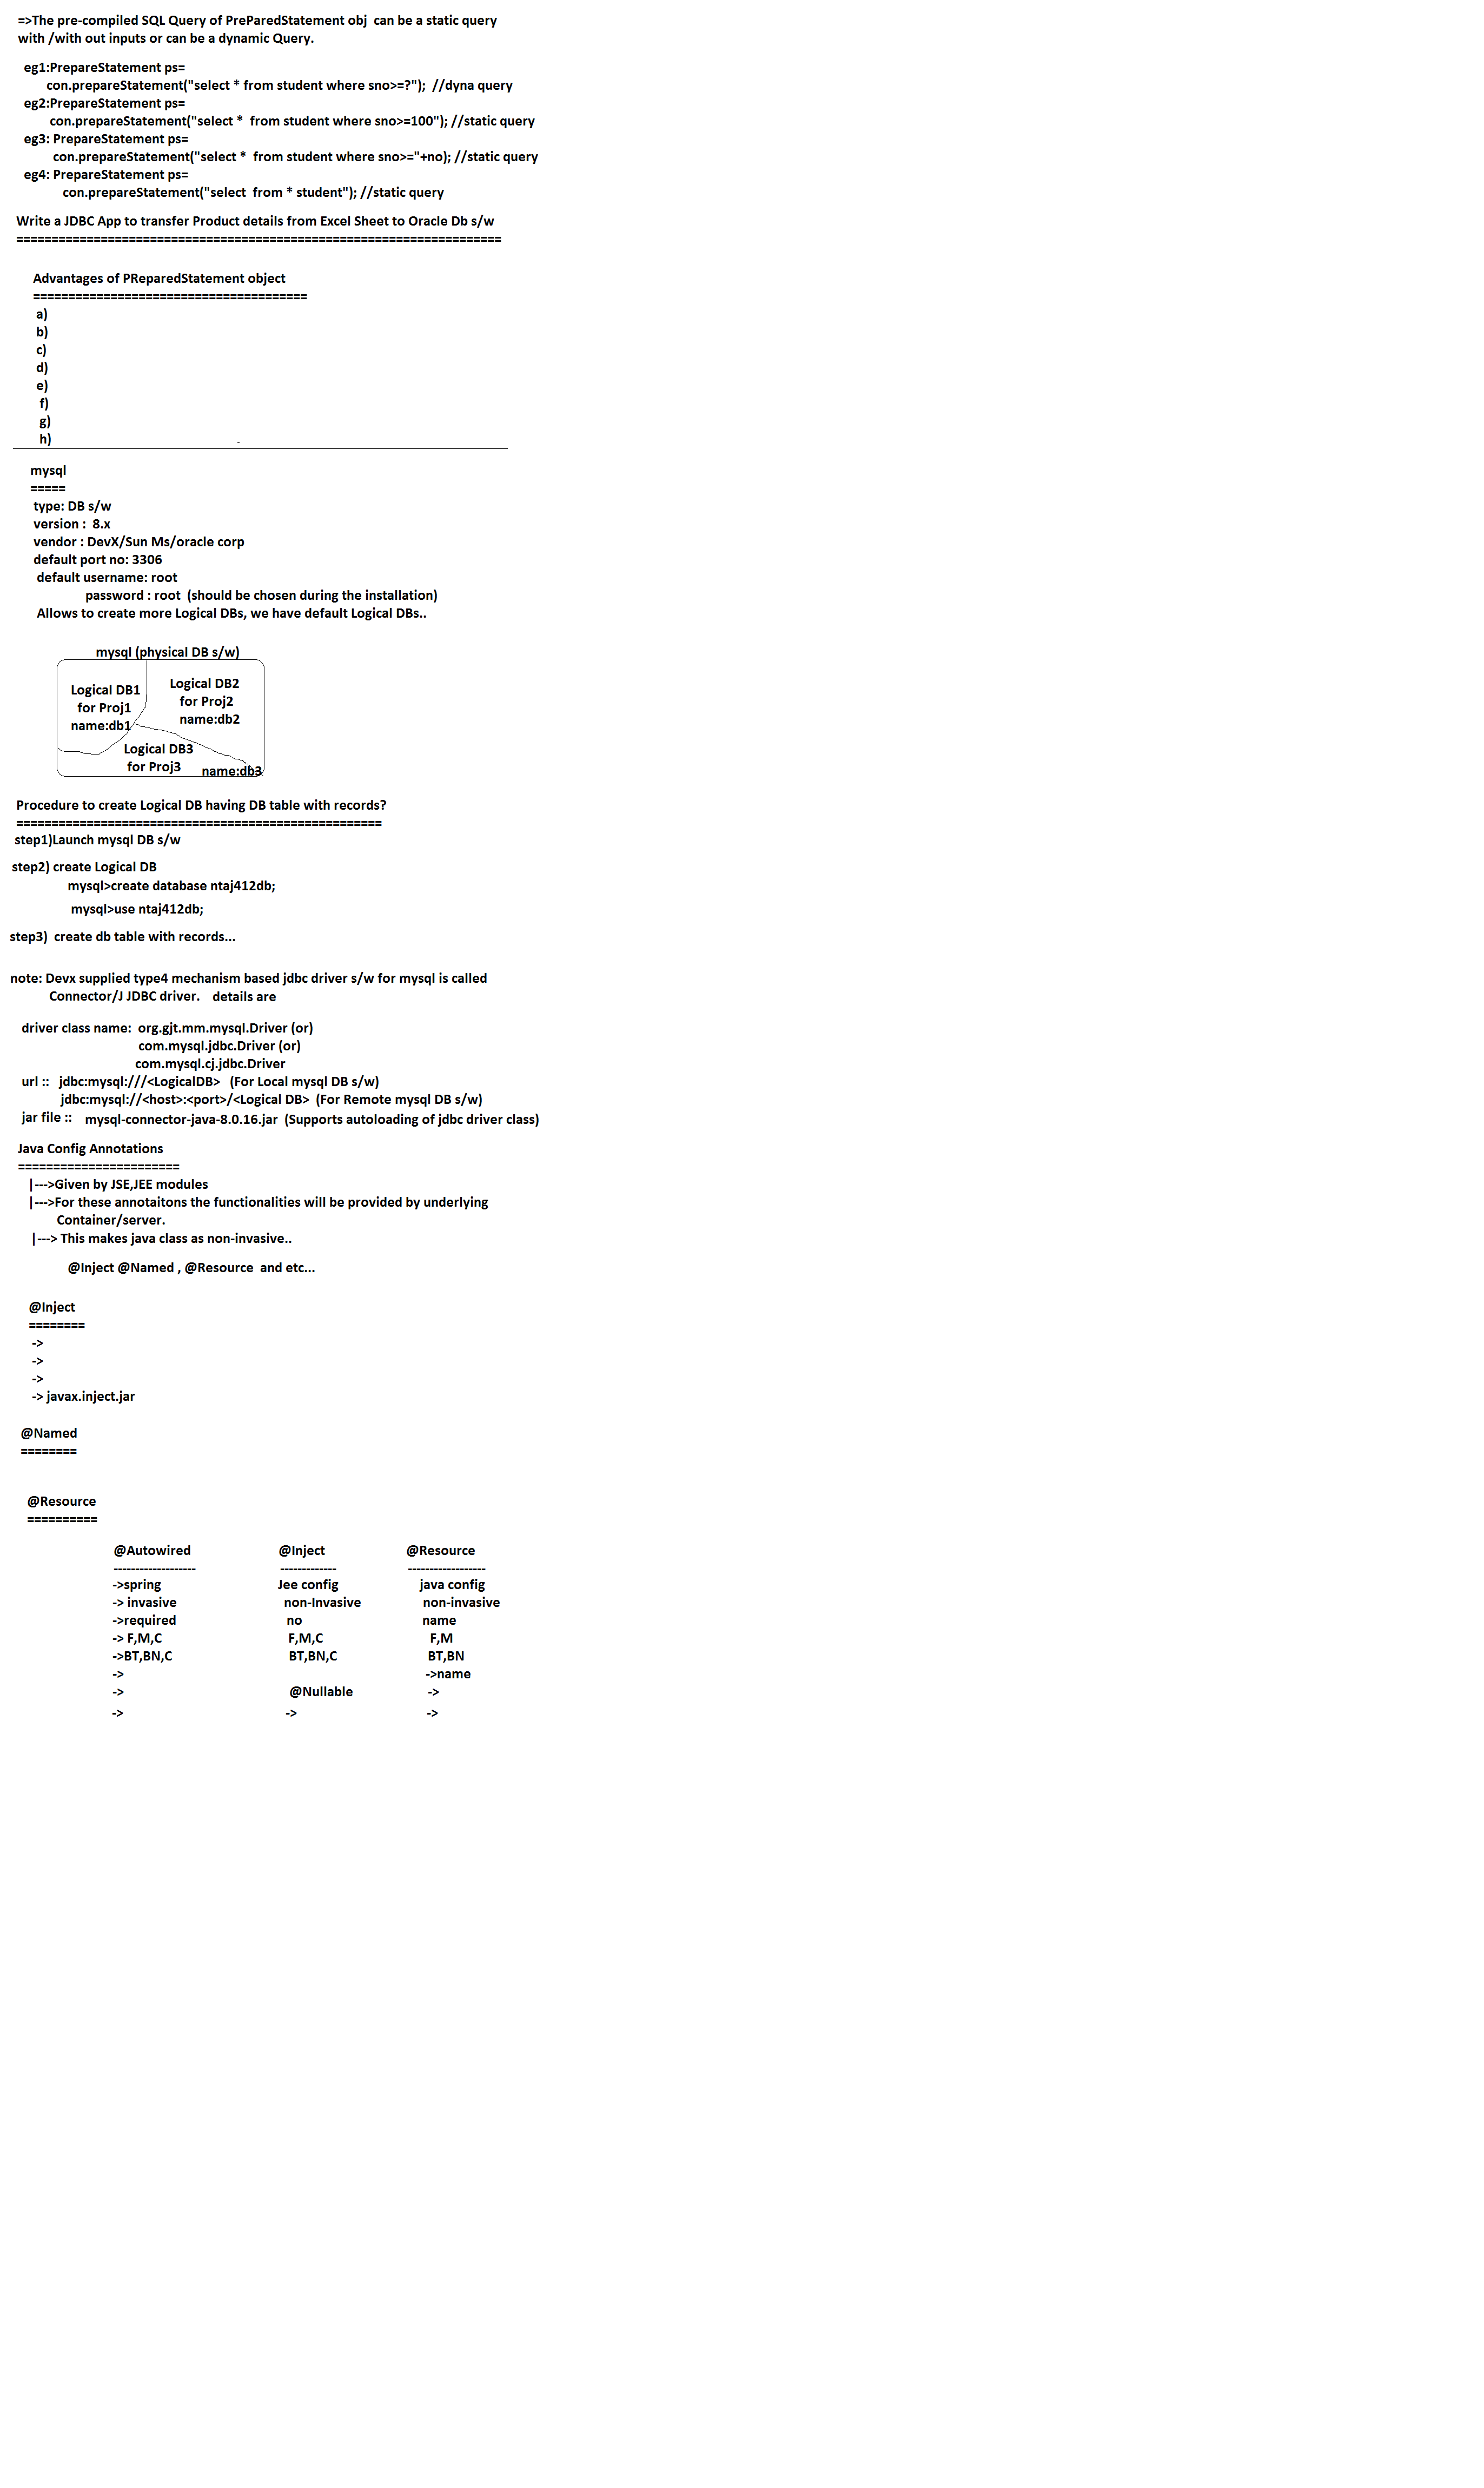 =>The pre-compiled SQL Query of PreParedStatement obj  can be a static query
with /with out inputs or can be a dynamic Query.
eg1:PrepareStatement ps=
con.prepareStatement("select * from student where sno>=?");  //dyna query
eg2:PrepareStatement ps=
con.prepareStatement("select *  from student where sno>=100"); //static query
eg3: PrepareStatement ps=
con.prepareStatement("select *  from student where sno>="+no); //static query
eg4: PrepareStatement ps=
con.prepareStatement("select  from * student"); //static query
Write a JDBC App to transfer Product details from Excel Sheet to Oracle Db s/w
=====================================================================
Advantages of PReparedStatement object
=======================================
a)
b)
c)
d)
e)
f)
g)
h)
mysql
=====
type: DB s/w
version :  8.x
vendor : DevX/Sun Ms/oracle corp
default port no: 3306
default username: root
password : root  (should be chosen during the installation)
Allows to create more Logical DBs, we have default Logical DBs..
mysql (physical DB s/w)
Logical DB1
for Proj1
name:db1
Logical DB2
for Proj2
name:db2
Logical DB3
for Proj3
name:db3
Procedure to create Logical DB having DB table with records?
====================================================
step1)Launch mysql DB s/w
step2) create Logical DB
mysql>create database ntaj412db;
mysql>use ntaj412db;
step3)  create db table with records...
note: Devx supplied type4 mechanism based jdbc driver s/w for mysql is called
Connector/J JDBC driver.   details are
driver class name:  org.gjt.mm.mysql.Driver (or)
com.mysql.jdbc.Driver (or)
com.mysql.cj.jdbc.Driver
url ::   jdbc:mysql:///<LogicalDB>   (For Local mysql DB s/w)
jdbc:mysql://<host>:<port>/<Logical DB>  (For Remote mysql DB s/w)
jar file ::   mysql-connector-java-8.0.16.jar  (Supports autoloading of jdbc driver class)
Java Config Annotations
=======================
|--->Given by JSE,JEE modules
|--->For these annotaitons the functionalities will be provided by underlying
Container/server.
|---> This makes java class as non-invasive..
@Inject @Named , @Resource  and etc...
@Inject
========
->
->
->
-> javax.inject.jar
@Named
========
@Resource
==========
@Autowired @Inject @Resource
------------------- ------------- ------------------
->spring Jee config java config
-> invasive non-Invasive non-invasive
->required no name
-> F,M,C F,M,C F,M
->BT,BN,C BT,BN,C BT,BN
-> ->name
-> @Nullable ->
-> -> ->